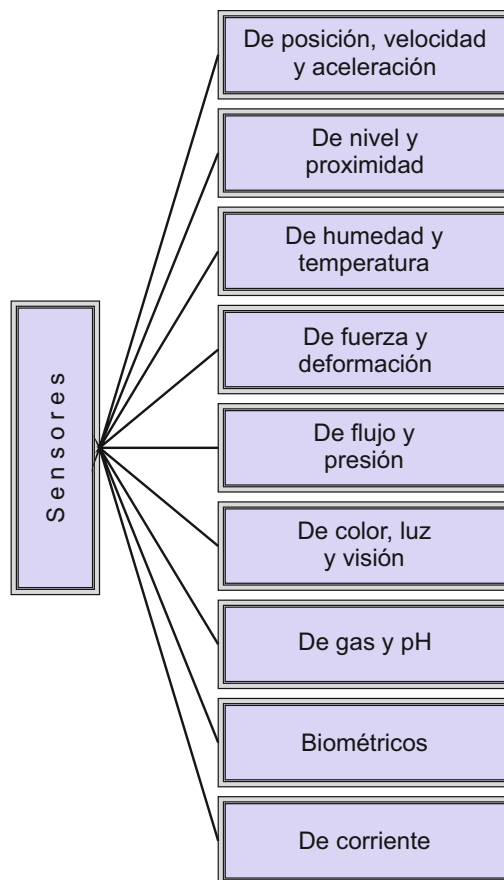 Sensores
De posición, velocidad
y aceleración
De nivel y
proximidad
De humedad y
temperatura
De fuerza y
deformación
De flujo y
presión
De color, luz
y visión
De gas y pH
Biométricos
De corriente